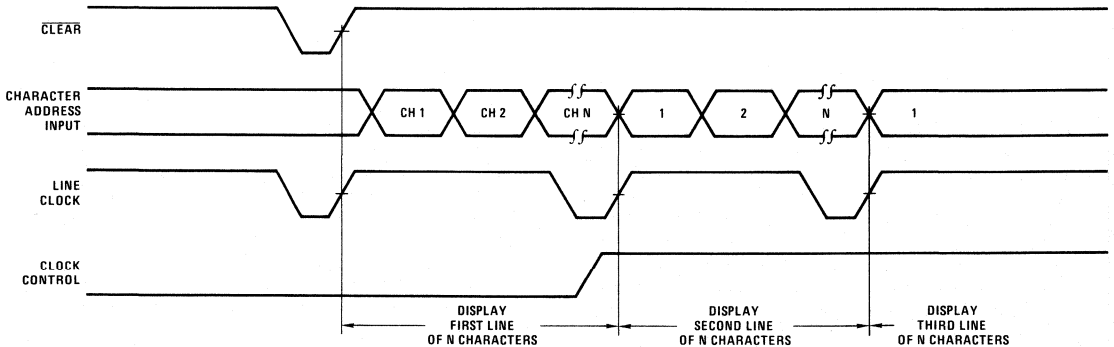 CLEAR
CHARACTER
ADDRESS
INPUT
CH 1 CH 2 CH N 1 2 N 1
LINE
CLOCK
CLOCK
CONTROL
DISPLAY
FIRST LINE
OF N CHARACTERS
DISPLAY
SECOND LINE
OF N CHARACTERS
DISPLAY
THIRD LINE
OF N CHARACTERS